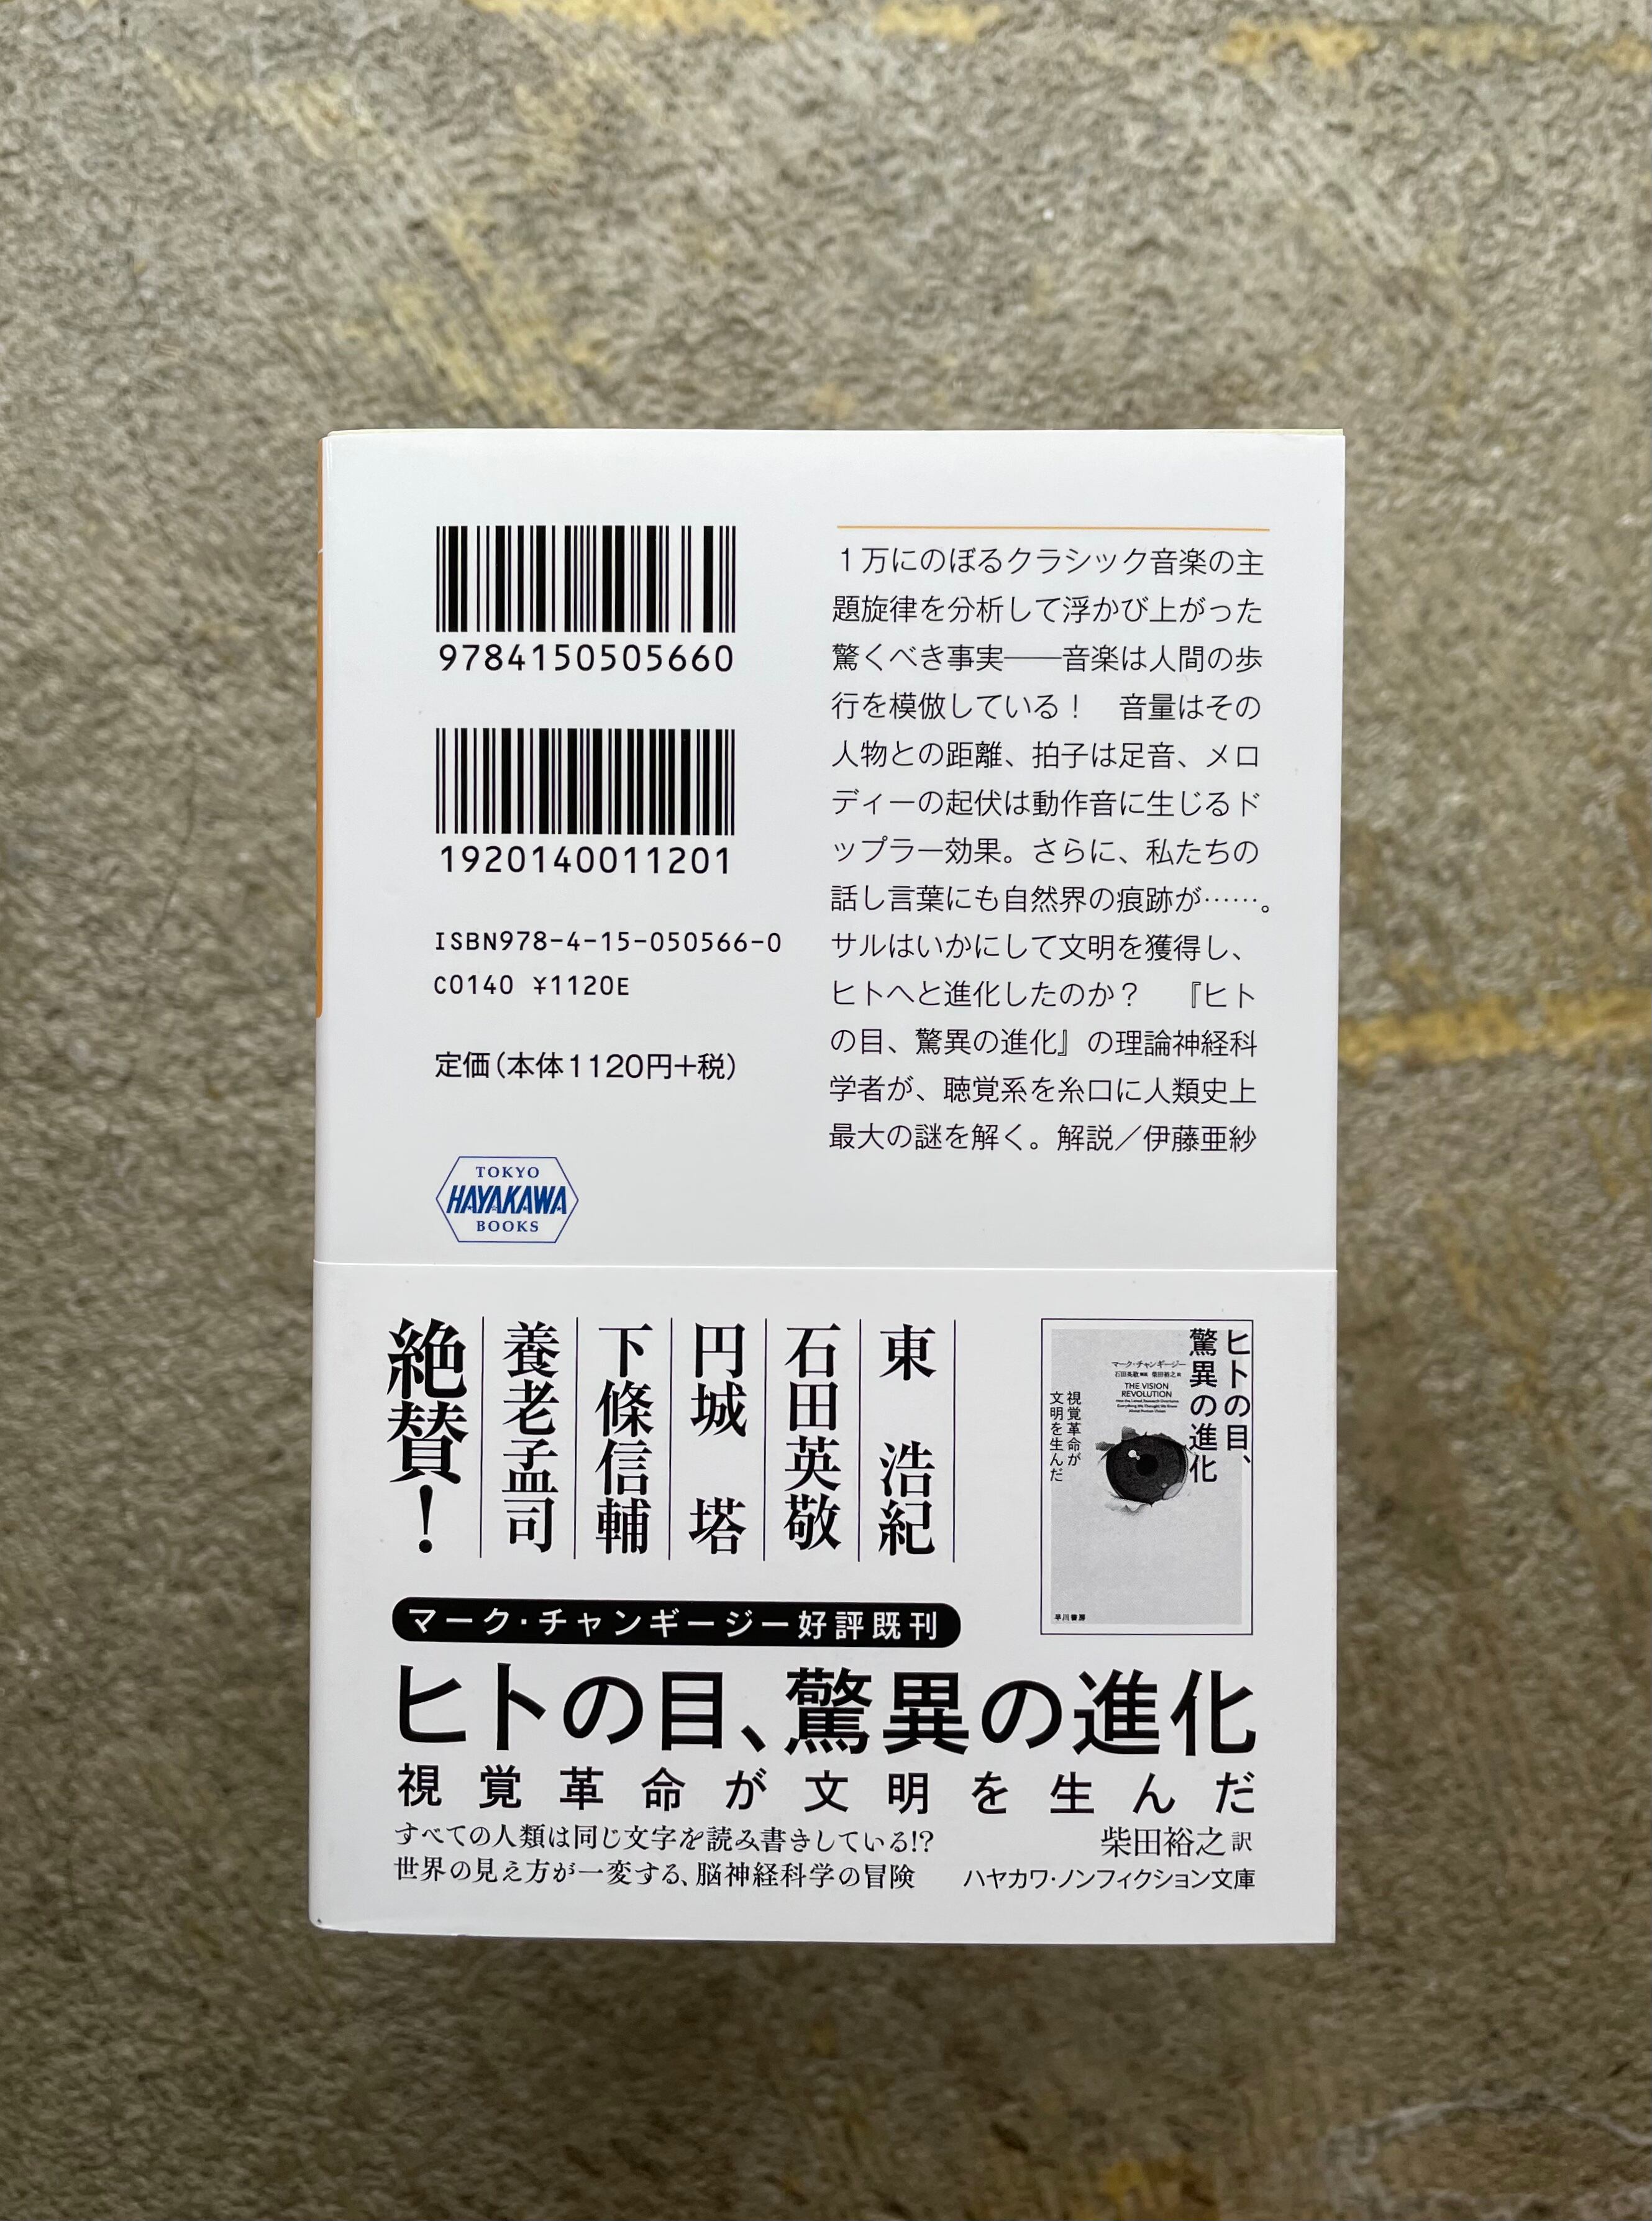 9784150505660
1920140011201
ISBN978-4-15-050566-0
C0140 ¥1120E
定価(本体1120円+税)
TOKYO
HAYAKAWA
BOOKS
1万にのぼるクラシック音楽の主
題旋律を分析して浮かび上がった
驚くべき事実――音楽は人間の歩
行を模倣している！　音量はその
人物との距離、拍子は足音、メロ
ディーの起伏は動作音に生じるド
ップラー効果。さらに、私たちの
話し言葉にも自然界の痕跡が……。
サルはいかにして文明を獲得し、
ヒトへと進化したのか？　『ヒト
の目、驚異の進化』の理論神経科
学者が、聴覚系を糸口に人類史上
最大の謎を解く。解説／伊藤亜紗
ヒトの目、
驚異の進化
マーク・チャンギージー
石田英敬 解説 柴田裕之 訳
THE VISION
REVOLUTION
視覚革命が
文明を生んだ
早川書房
東　浩紀
石田英敬
円城　塔
下條信輔
養老孟司
絶賛！
マーク・チャンギージー好評既刊
ヒトの目、驚異の進化
視覚革命が文明を生んだ
すべての人類は同じ文字を読み書きしている!?
世界の見え方が一変する、脳神経科学の冒険
柴田裕之 訳
ハヤカワ・ノンフィクション文庫